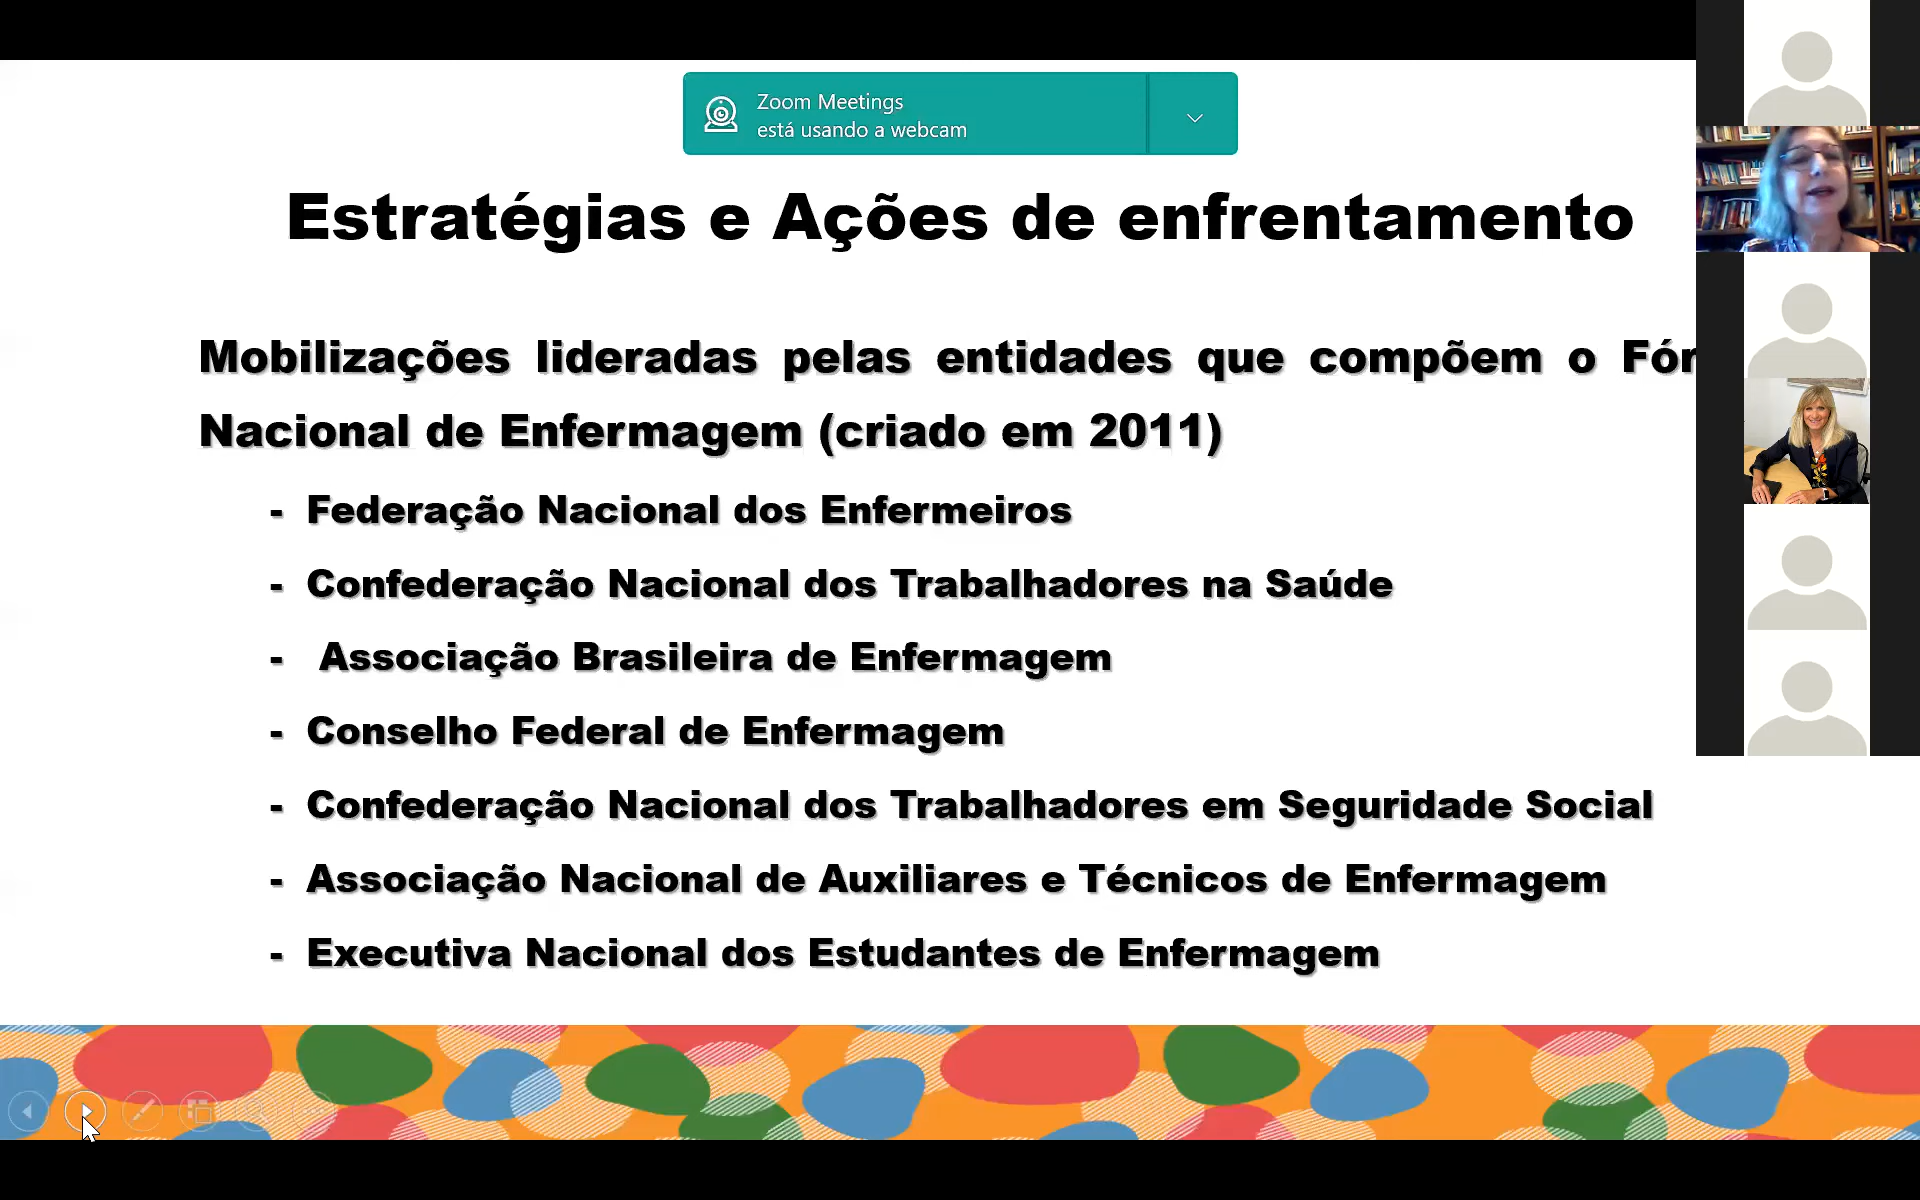 Zoom Meetings
está usando a webcam
Estratégias e Ações de enfrentamento
Mobilizações lideradas pelas entidades que compõem o Fór
Nacional de Enfermagem (criado em 2011)
- Federação Nacional dos Enfermeiros
- Confederação Nacional dos Trabalhadores na Saúde
- Associação Brasileira de Enfermagem
- Conselho Federal de Enfermagem
- Confederação Nacional dos Trabalhadores em Seguridade Social
- Associação Nacional de Auxiliares e Técnicos de Enfermagem
- Executiva Nacional dos Estudantes de Enfermagem